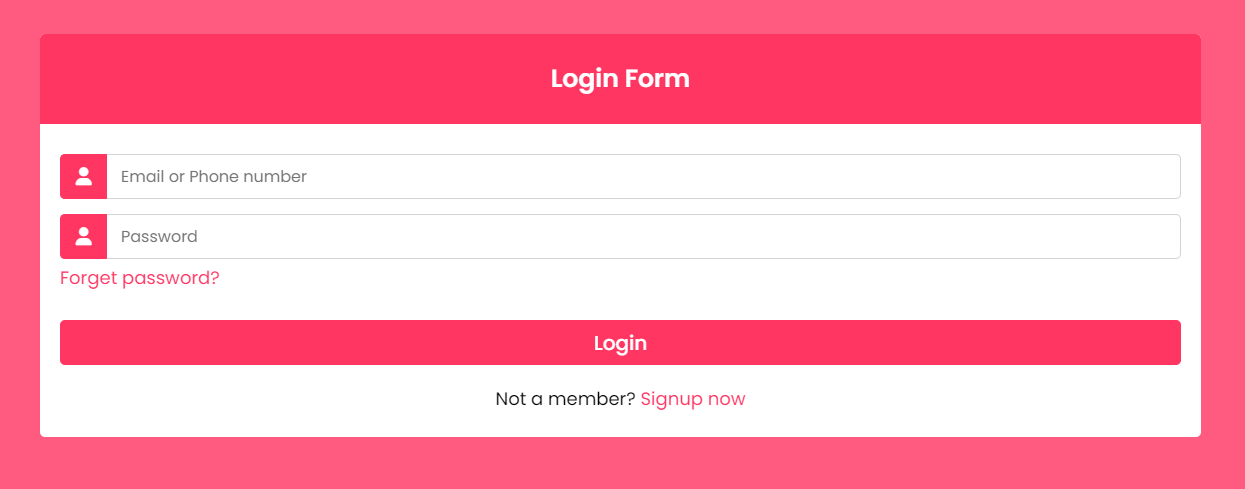 Login Form
Email or Phone number
Password
Forget password?
Login
Not a member? Signup now